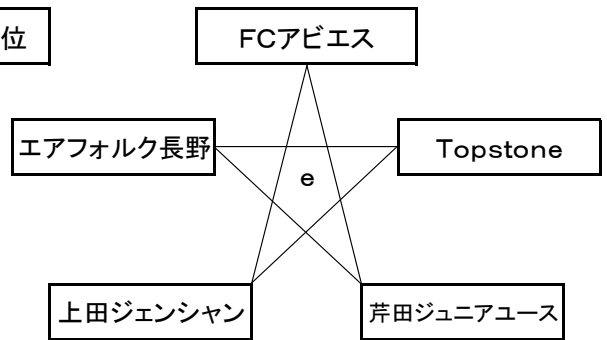 位
FCアビエス
エアフォルク長野
Topstone
e
上田ジェンシャン
芹田ジュニアユース